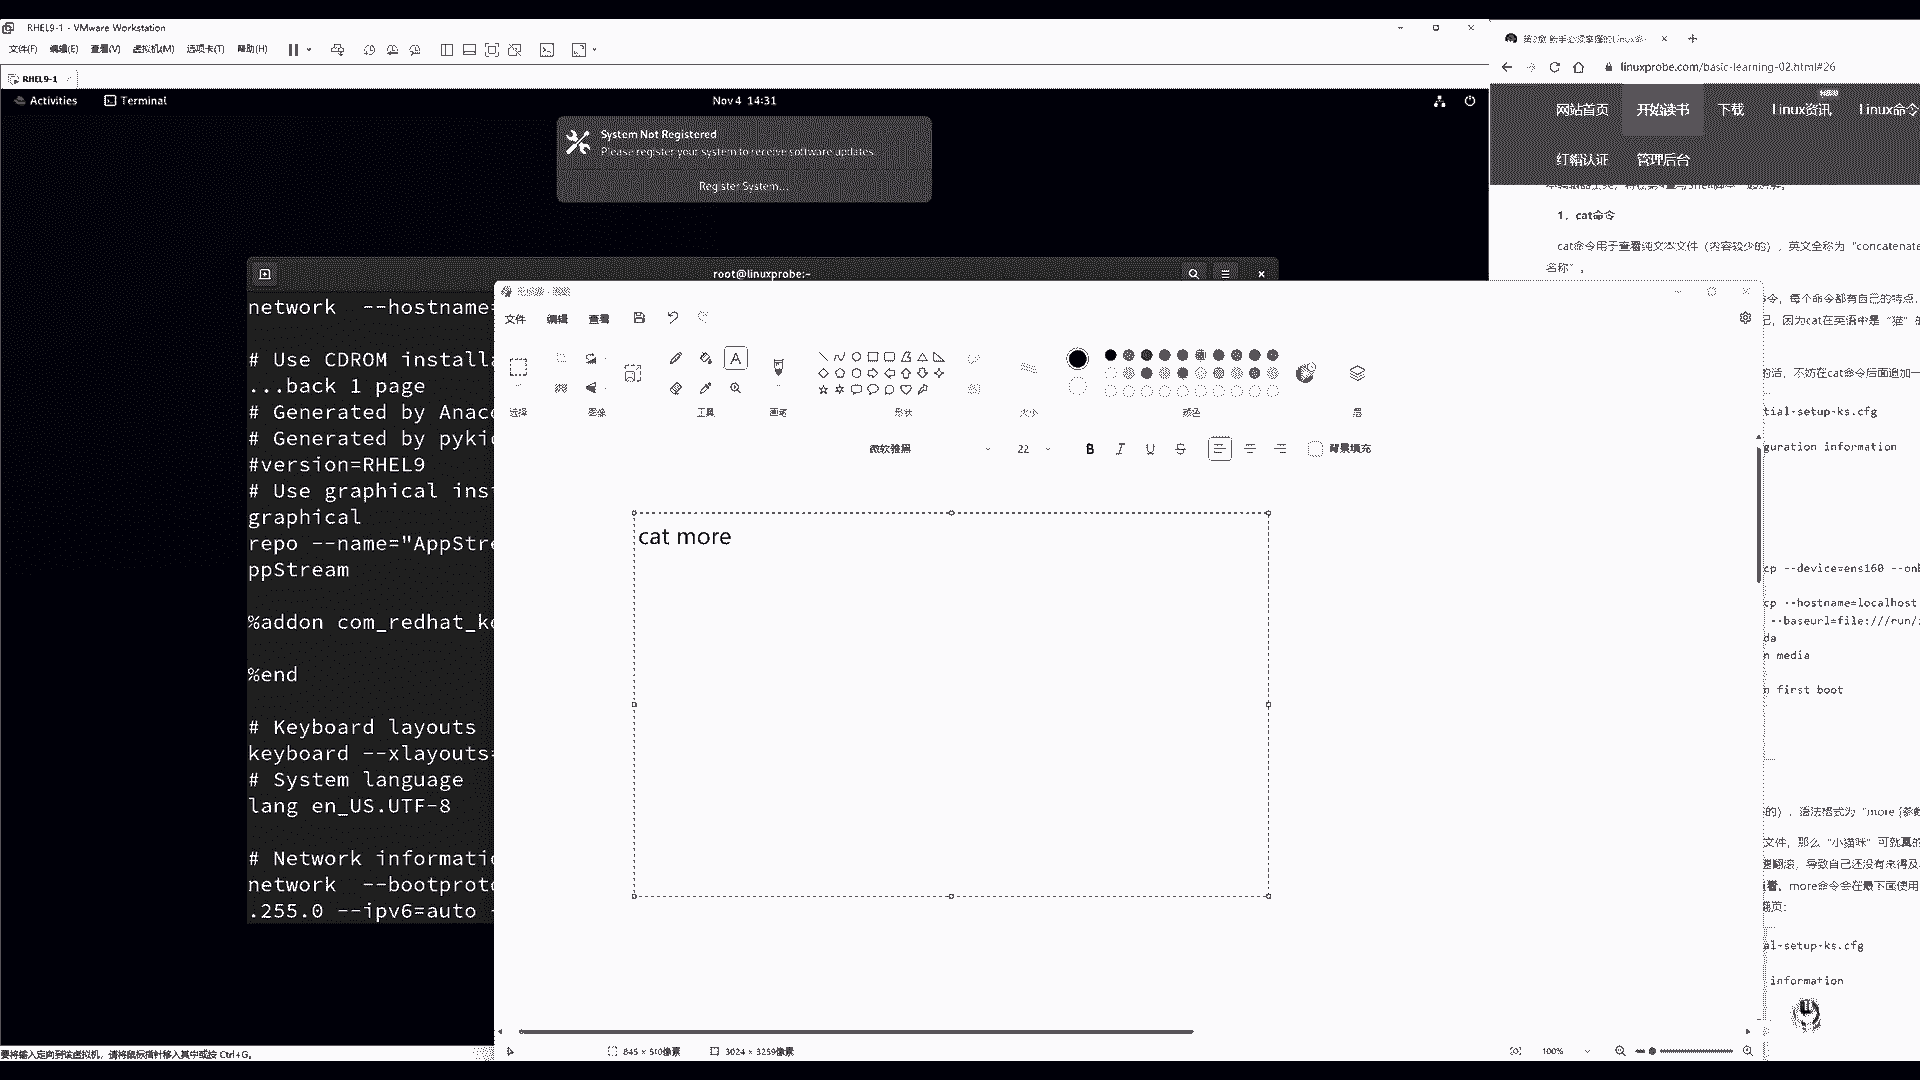 RHEL9-1 - VMware Workstation
文件(F) 编辑(E) 查看(V) 虚拟机(M) 选项卡(T) 帮助(H)
RHEL9-1
Activities Terminal
Nov 4 14:31
System Not Registered
Please register your system to receive software updates.
Register System...
root@linuxprobe:~
network --hostname=
# Use CDROM installa
...back 1 page
# Generated by Anac
# Generated by pykic
#version=RHEL9
# Use graphical inst
graphical
repo --name="AppStre
ppStream
%addon com_redhat_k
%end
# Keyboard layouts
keyboard --xlayouts=
# System language
lang en_US.UTF-8
# Network informatio
network --bootproto
.255.0 --ipv6=auto -
要将输入定向到该虚拟机，请将鼠标指针移入其中或按 Ctrl+G。
文件 编辑 查看
选择 图像 工具 画笔 形状 大小 颜色 层
微软雅黑 22 B I U S 背景填充
cat more
845 × 510像素 3024 × 3259像素
100%
第2章 新手必须掌握的Linux命
linuxprobe.com/basic-learning-02.html#26
网站首页 开始读书 下载 Linux资讯 Linux命令
红帽认证 管理后台
1．cat命令
cat命令用于查看纯文本文件（内容较少的），英文全称为“concatenate
名称”。
令，每个命令都有自己的特点，
因为cat在英语中是“猫”的
的话，不妨在cat命令后面追加一
tial-setup-ks.cfg
guration information
cp --device=ens160 --onb
cp --hostname=localhost
--baseurl=file:///run/
da
n media
n first boot
的），语法格式为“more [参数
文件，那么“小猫咪”可就真的
翻滚，导致自己还没有来得及
看，more命令会在最下面使用
翻页：
al-setup-ks.cfg
information